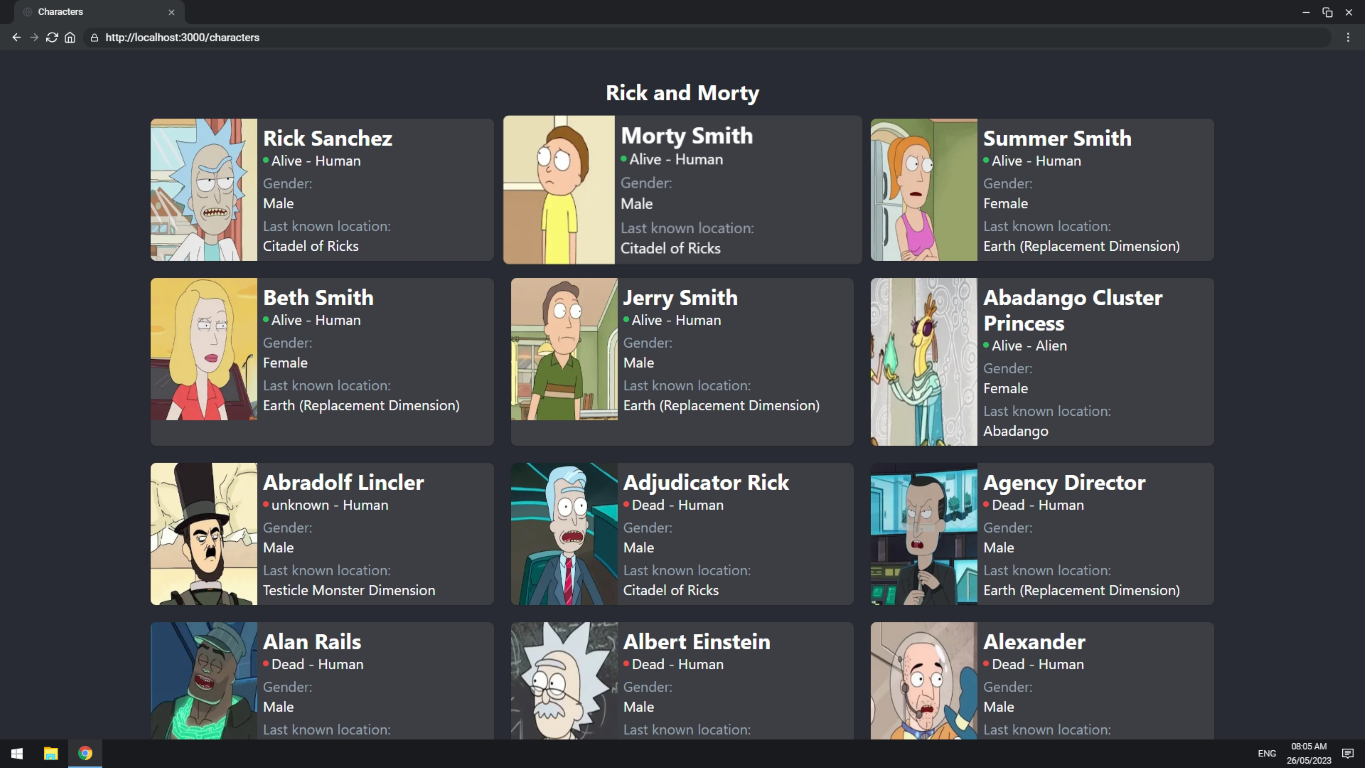 Characters
http://localhost:3000/characters
Rick and Morty
Rick Sanchez
Alive - Human
Gender:
Male
Last known location:
Citadel of Ricks
Morty Smith
Alive - Human
Gender:
Male
Last known location:
Citadel of Ricks
Summer Smith
Alive - Human
Gender:
Female
Last known location:
Earth (Replacement Dimension)
Beth Smith
Alive - Human
Gender:
Female
Last known location:
Earth (Replacement Dimension)
Jerry Smith
Alive - Human
Gender:
Male
Last known location:
Earth (Replacement Dimension)
Abadango Cluster
Princess
Alive - Alien
Gender:
Female
Last known location:
Abadango
Abradolf Lincler
unknown - Human
Gender:
Male
Last known location:
Testicle Monster Dimension
Adjudicator Rick
Dead - Human
Gender:
Male
Last known location:
Citadel of Ricks
Agency Director
Dead - Human
Gender:
Male
Last known location:
Earth (Replacement Dimension)
Alan Rails
Dead - Human
Gender:
Male
Last known location:
Albert Einstein
Dead - Human
Gender:
Male
Last known location:
Alexander
Dead - Human
Gender:
Male
Last known location:
ENG
08:05 AM
26/05/2023